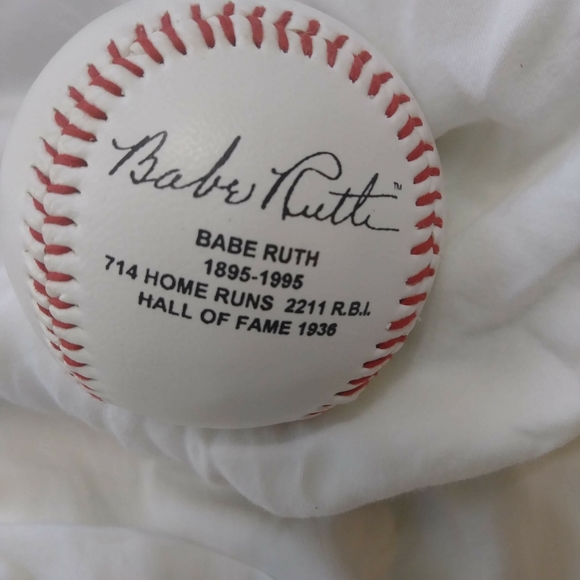 Babe Ruth™
BABE RUTH
1895-1995
714 HOME RUNS 2211 R.B.I.
HALL OF FAME 1936